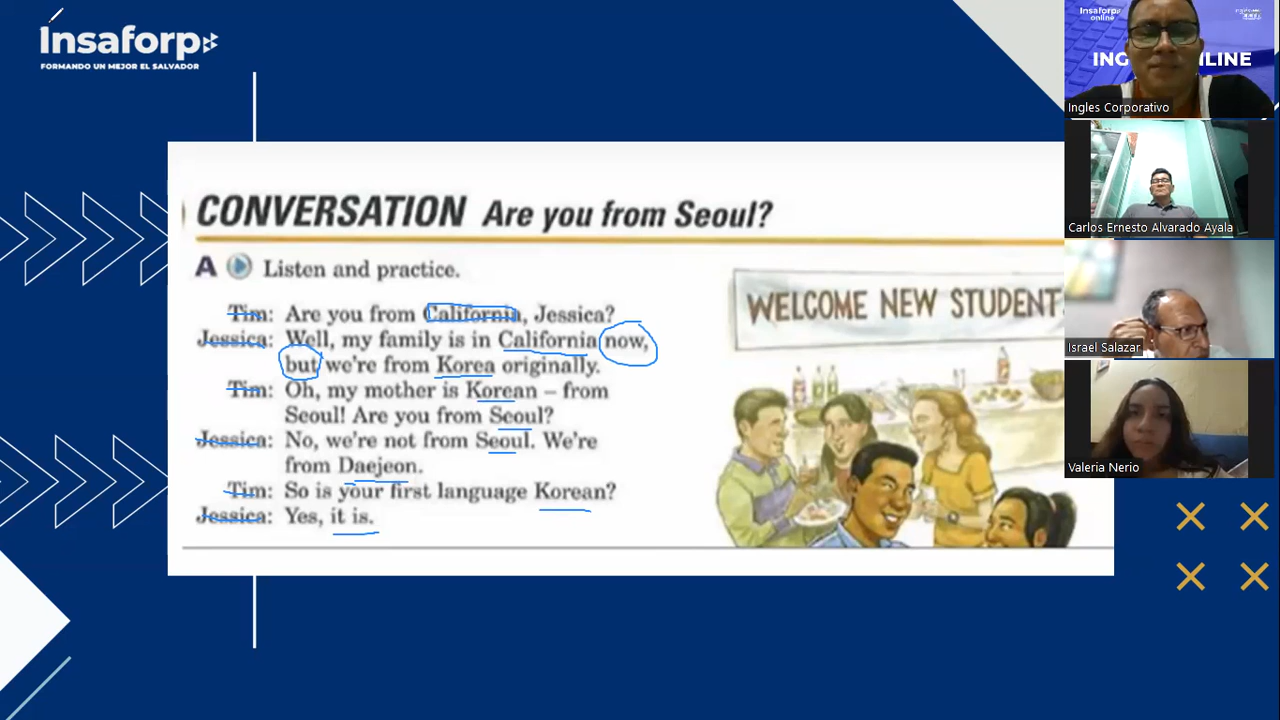 Insaforp
FORMANDO UN MEJOR EL SALVADOR
CONVERSATION Are you from Seoul?
A Listen and practice.
Tim: Are you from California, Jessica?
Jessica: Well, my family is in California now,
but we're from Korea originally.
Tim: Oh, my mother is Korean – from
Seoul! Are you from Seoul?
Jessica: No, we're not from Seoul. We're
from Daejeon.
Tim: So is your first language Korean?
Jessica: Yes, it is.
WELCOME NEW STUDENT
Insaforp
online
ING LINE
Ingles Corporativo
Carlos Ernesto Alvarado Ayala
Israel Salazar
Valeria Nerio